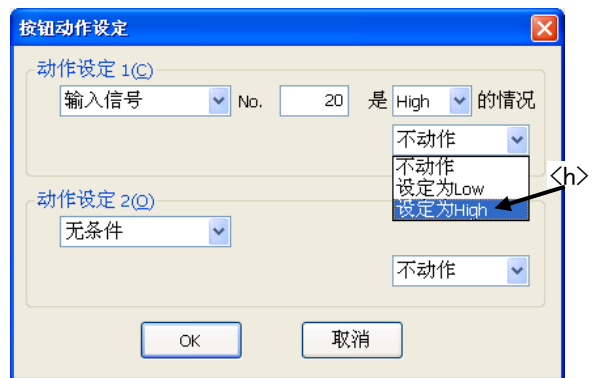 按钮动作设定
动作设定 1(C)
输入信号 No. 20 是 High 的情况
不动作
不动作
设定为Low
设定为High
<h>
动作设定 2(O)
无条件
不动作
OK 取消